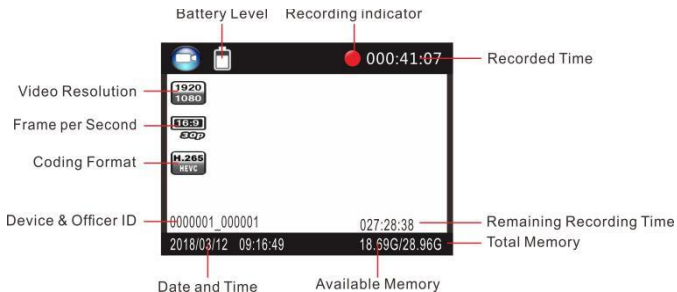 Battery Level Recording indicator
000:41:07 Recorded Time
Video Resolution 1920
1080
Frame per Second 16:9
30p
Coding Format H.265
HEVC
Device & Officer ID 0000001_000001 027:28:38 Remaining Recording Time
2018/03/12 09:16:49 18.69G/28.96G Total Memory
Date and Time Available Memory